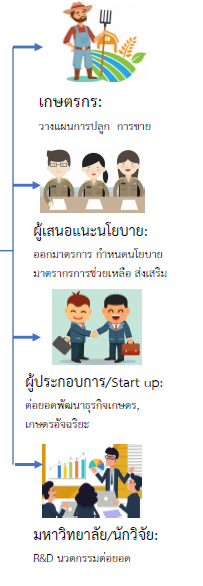 เกษตรกร:
วางแผนการปลูก การขาย
ผู้เสนอแนะนโยบาย:
ออกมาตรการ กำหนดนโยบาย
มาตรากรการช่วยเหลือ ส่งเสริม
ผู้ประกอบการ/Start up:
ต่อยอดพัฒนาธุรกิจเกษตร,
เกษตรอัจฉริยะ
มหาวิทยาลัย/นักวิจัย:
R&D นวตกรรมต่อยอด